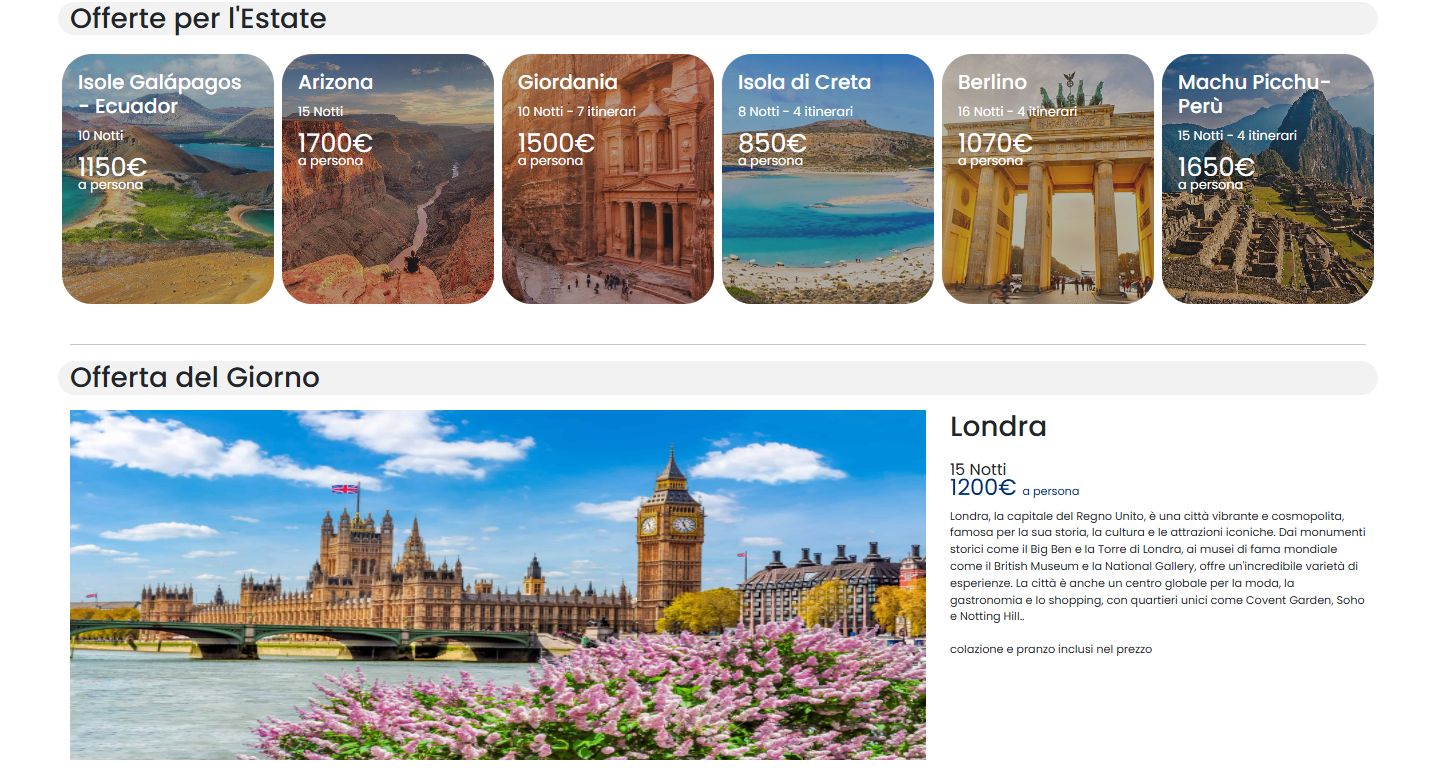 Offerte per l'Estate
Isole Galápagos
- Ecuador
10 Notti
1150€
a persona
Arizona
15 Notti
1700€
a persona
Giordania
10 Notti - 7 itinerari
1500€
a persona
Isola di Creta
8 Notti - 4 itinerari
850€
a persona
Berlino
16 Notti - 4 itinerari
1070€
a persona
Machu Picchu-
Perù
15 Notti - 4 itinerari
1650€
a persona
Offerta del Giorno
Londra
15 Notti
1200€ a persona
Londra, la capitale del Regno Unito, è una città vibrante e cosmopolita,
famosa per la sua storia, la cultura e le attrazioni iconiche. Dai monumenti
storici come il Big Ben e la Torre di Londra, ai musei di fama mondiale
come il British Museum e la National Gallery, offre un'incredibile varietà di
esperienze. La città è anche un centro globale per la moda, la
gastronomia e lo shopping, con quartieri unici come Covent Garden, Soho
e Notting Hill..
colazione e pranzo inclusi nel prezzo